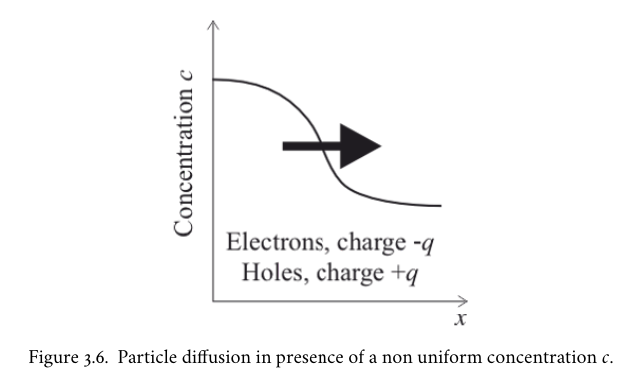 Concentration c
Electrons, charge -q
Holes, charge +q
x
Figure 3.6. Particle diffusion in presence of a non uniform concentration c.